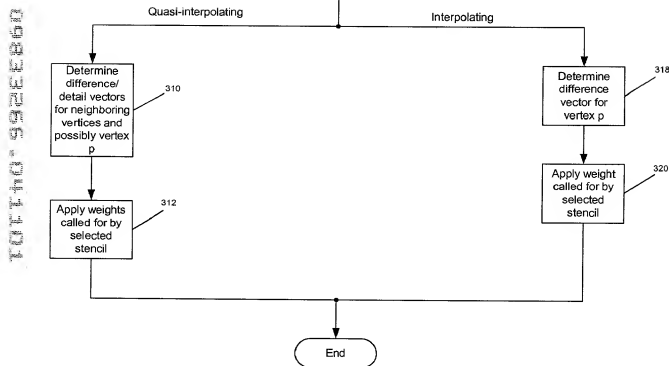 Quasi-interpolating
Interpolating
Determine
difference/
detail vectors
for neighboring
vertices and
possibly vertex
p
310
Determine
difference
vector for
vertex p
318
Apply weights
called for by
selected
stencil
312
Apply weight
called for by
selected
stencil
320
End